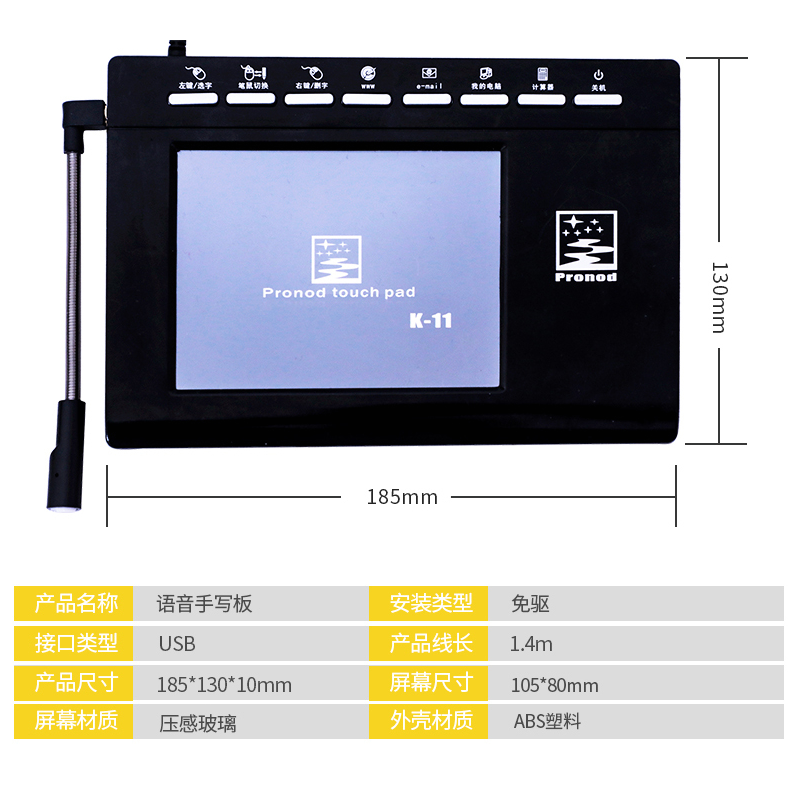 左键/选字 笔鼠切换 右键/删字 www e-mail 我的电脑 计算器 关机
Pronod touch pad
K-11
Pronod
130mm
185mm
产品名称 语音手写板 安装类型 免驱
接口类型 USB 产品线长 1.4m
产品尺寸 185*130*10mm 屏幕尺寸 105*80mm
屏幕材质 压感玻璃 外壳材质 ABS塑料